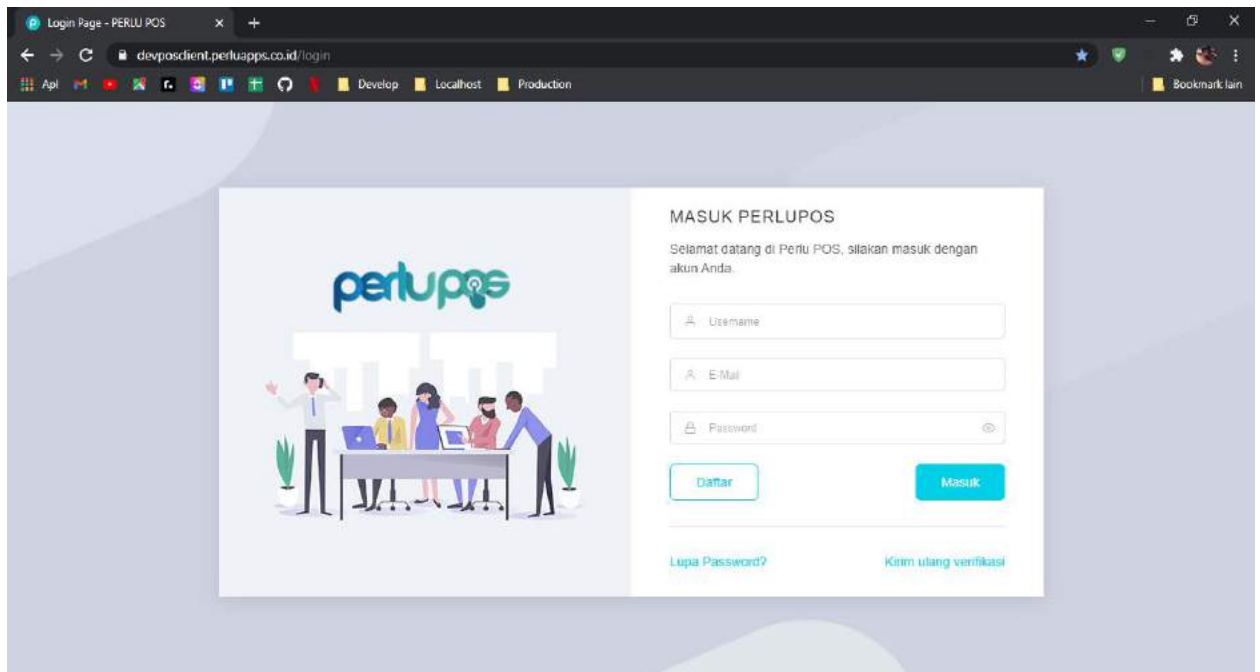 Login Page - PERLU POS
devposclient.perluapps.co.id/login
Apl
Develop
Localhost
Production
Bookmark lain
perlupos
MASUK PERLUPOS
Selamat datang di Perlu POS, silakan masuk dengan
akun Anda.
Username
E-Mail
Password
Daftar
Masuk
Lupa Password?
Kirim ulang verifikasi